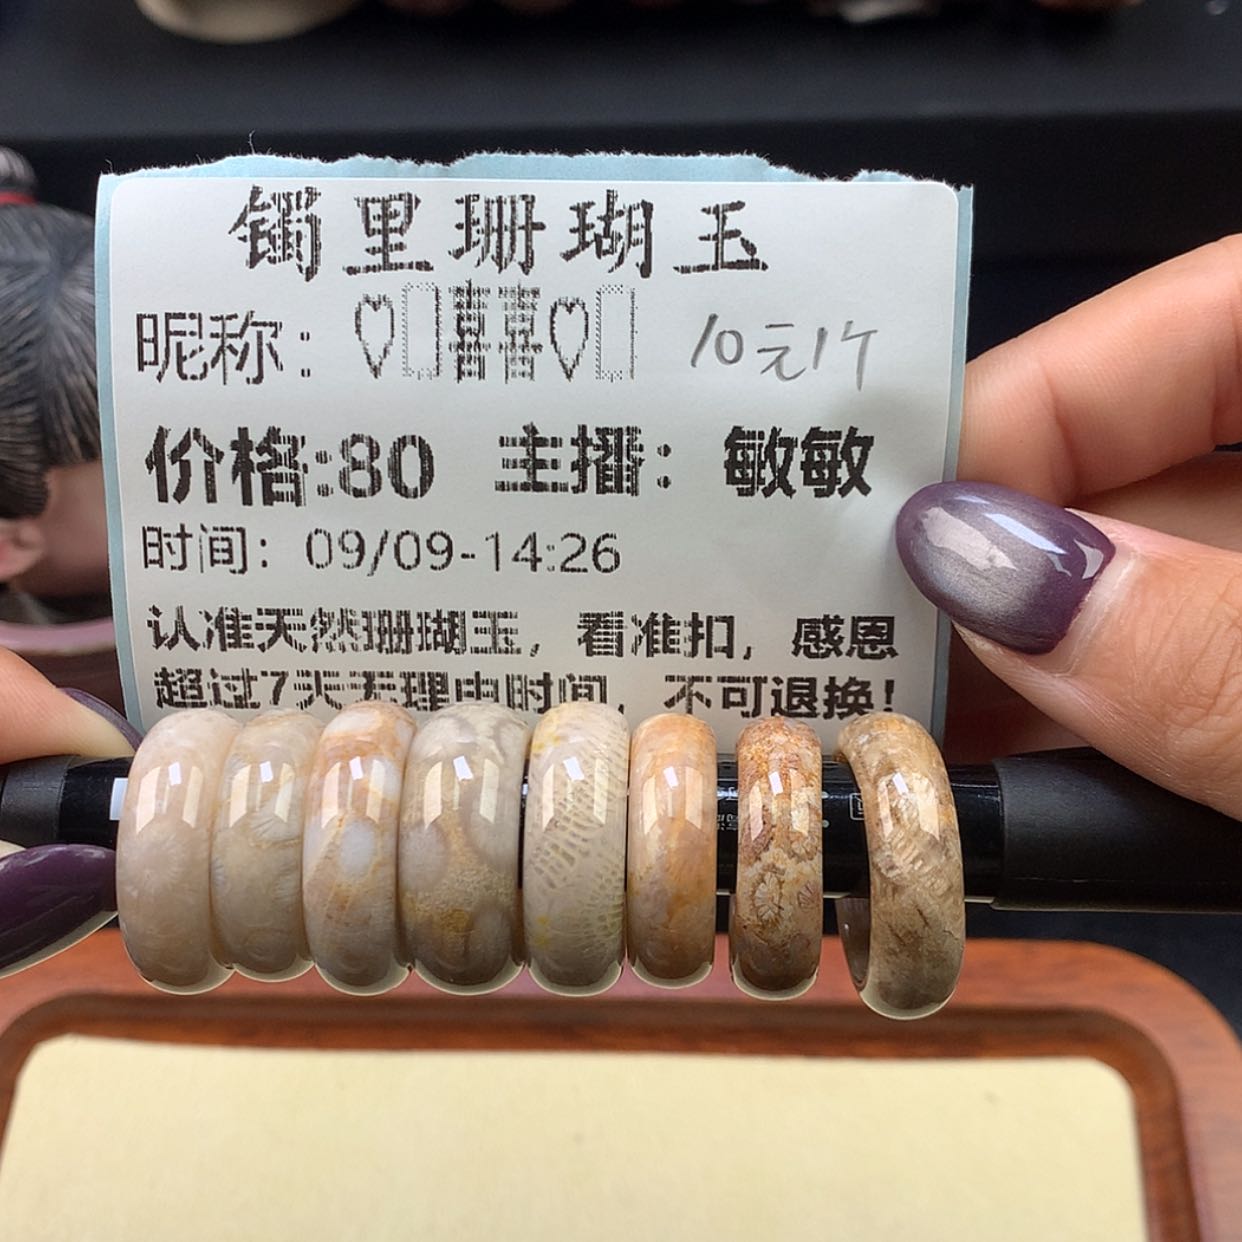 镯里珊瑚玉
昵称：♡囍囍♡ 10元1个
价格:80 主播：敏敏
时间：09/09-14:26
认准天然珊瑚玉，看准扣，感恩
超过7天无理由时间，不可退换！